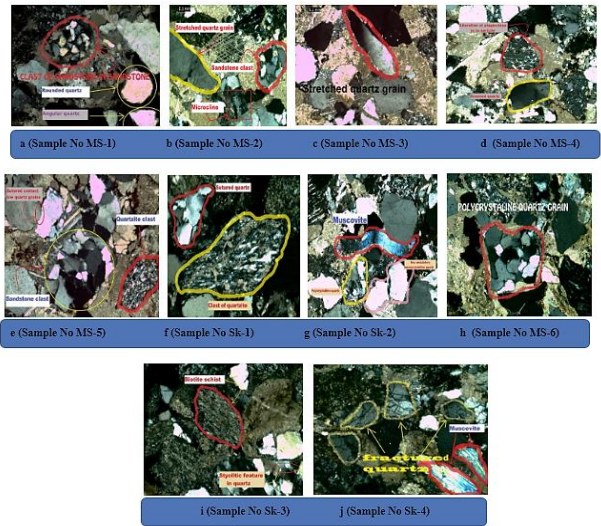 CLAST OF SANDSTONE IN SANDSTONE
Rounded quartz
Angular quartz
Stretched quartz grain
Sandstone clast
Microcline
Stretched quartz grain
a (Sample No MS-1)
b (Sample No MS-2)
c (Sample No MS-3)
d (Sample No MS-4)
Quartzite clast
Sandstone clast
Sutured quartz
Clast of quartzite
Muscovite
POLYCRYSTALINE QUARTZ GRAIN
e (Sample No MS-5)
f (Sample No Sk-1)
g (Sample No Sk-2)
h (Sample No MS-6)
Biotite schist
Styolitic feature
in quartz
Muscovite
fractured
quartz
i (Sample No Sk-3)
j (Sample No Sk-4)